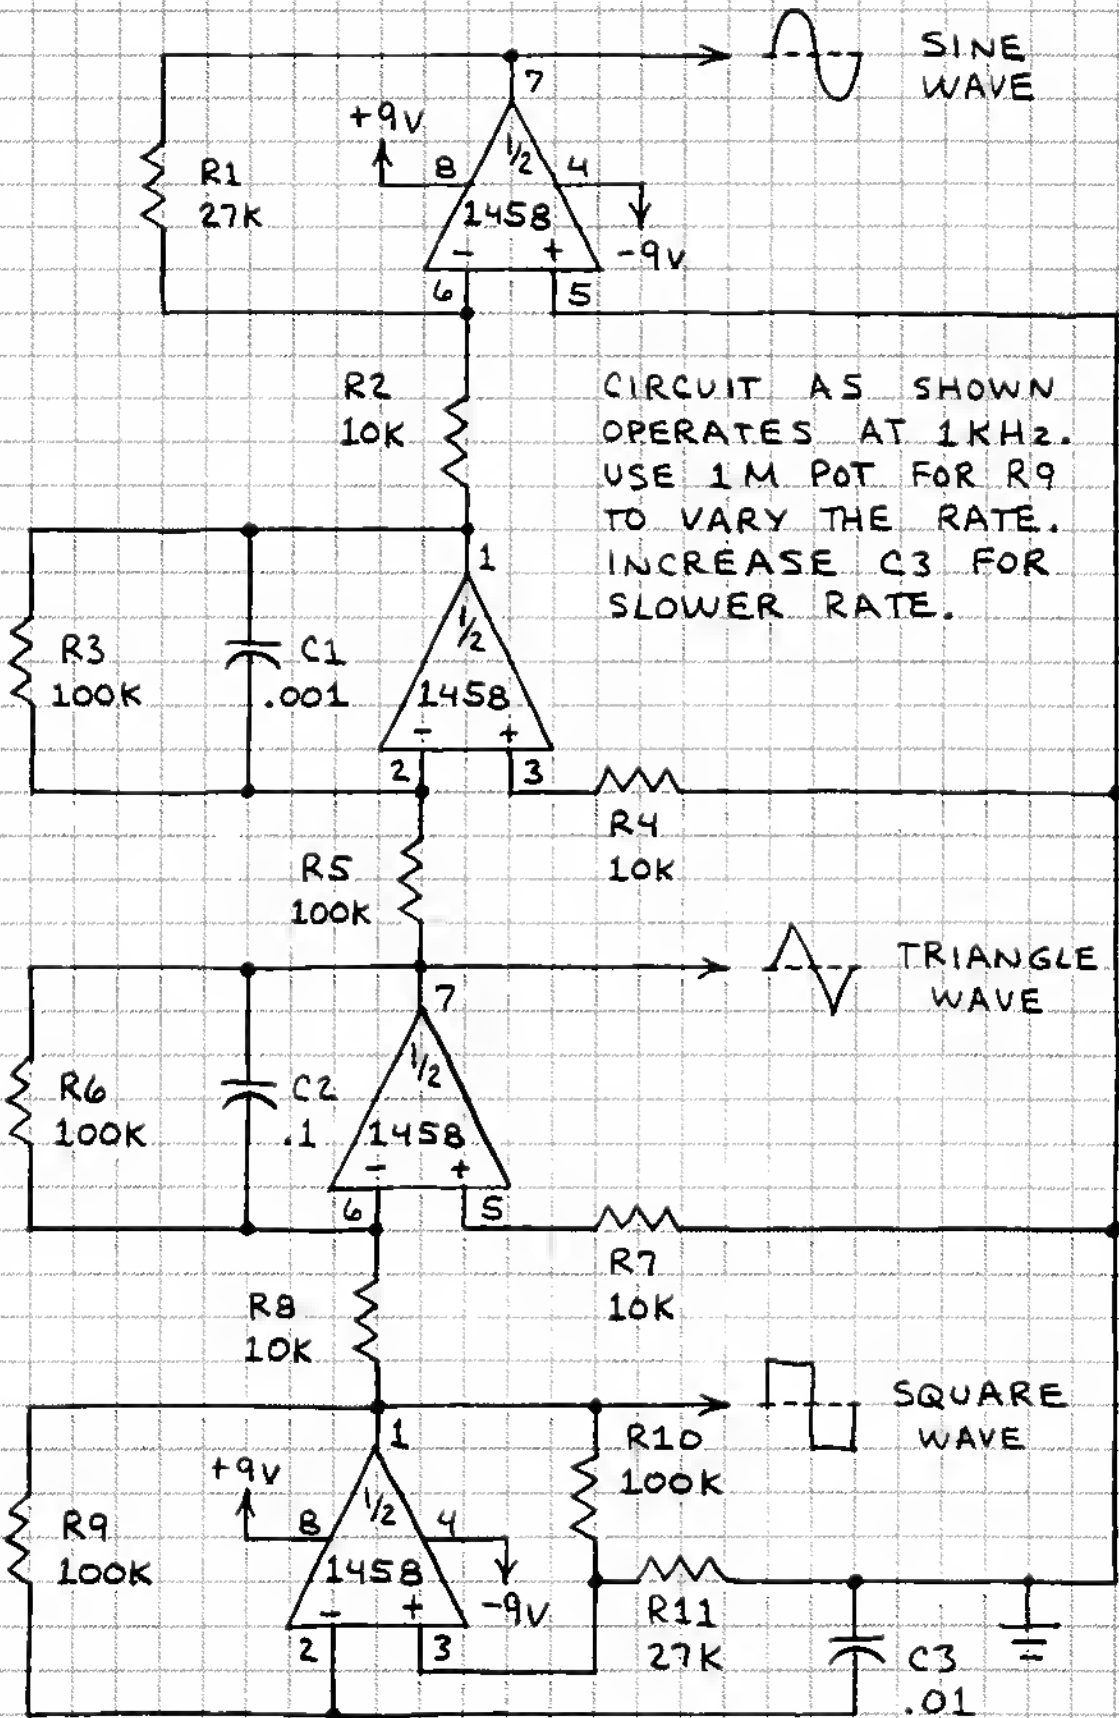 SINE
WAVE
7
+9V
1/2
8
4
R1
27K
1458
-
+
-9V
6
5
R2
10K
CIRCUIT AS SHOWN
OPERATES AT 1KHz.
USE 1M POT FOR R9
TO VARY THE RATE.
INCREASE C3 FOR
SLOWER RATE.
1
1/2
R3
100K
C1
.001
1458
-
+
2
3
R4
10K
R5
100K
TRIANGLE
WAVE
7
1/2
R6
100K
C2
.1
1458
-
+
6
5
R7
10K
R8
10K
SQUARE
WAVE
1
R10
100K
+9V
1/2
8
4
R9
100K
1458
-
+
-9V
2
3
R11
27K
C3
.01